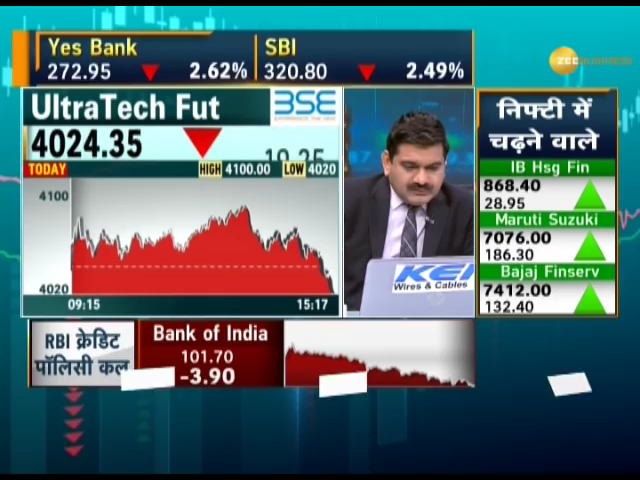 Yes Bank
272.95 2.62%
SBI
320.80 2.49%
ZEE BUSINESS
UltraTech Fut
BSE
4024.35
TODAY HIGH 4100.00 LOW 4020
4100
4020
09:15 15:17
KEI
Wires & Cables
निफ्टी में
चढ़ने वाले
IB Hsg Fin
868.40
28.95
Maruti Suzuki
7076.00
186.30
Bajaj Finserv
7412.00
132.40
RBI क्रेडिट
पॉलिसी कल
Bank of India
101.70
-3.90